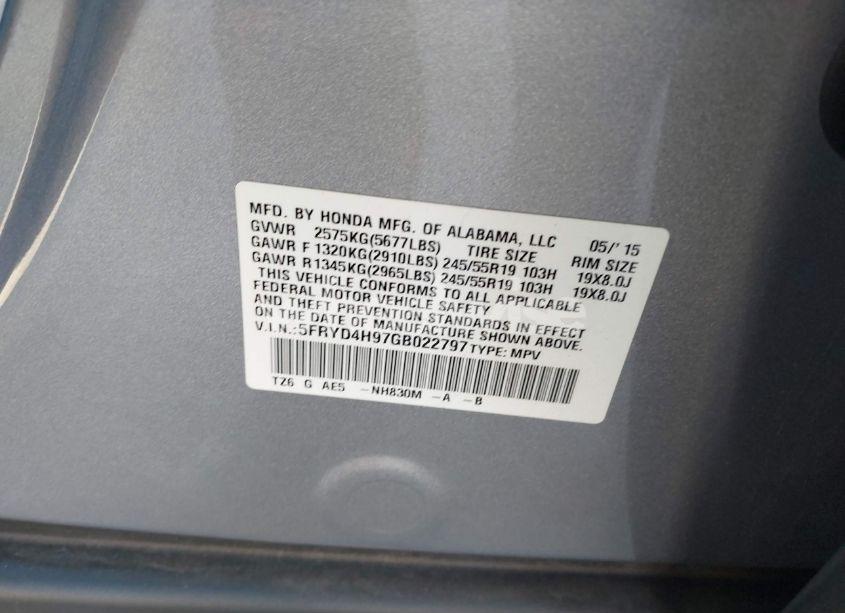 MFD. BY HONDA MFG. OF ALABAMA, LLC 05/' 15
GVWR 2575KG(5677LBS) TIRE SIZE RIM SIZE
GAWR F 1320KG(2910LBS) 245/55R19 103H 19X8.0J
GAWR R1345KG(2965LBS) 245/55R19 103H 19X8.0J
THIS VEHICLE CONFORMS TO ALL APPLICABLE
FEDERAL MOTOR VEHICLE SAFETY
AND THEFT PREVENTION STANDARDS IN EFFECT
ON THE DATE OF MANUFACTURE SHOWN ABOVE.
V.I.N.:5FRYD4H97GB022797 TYPE: MPV
TZ6 G AE5 -NH830M -A -B